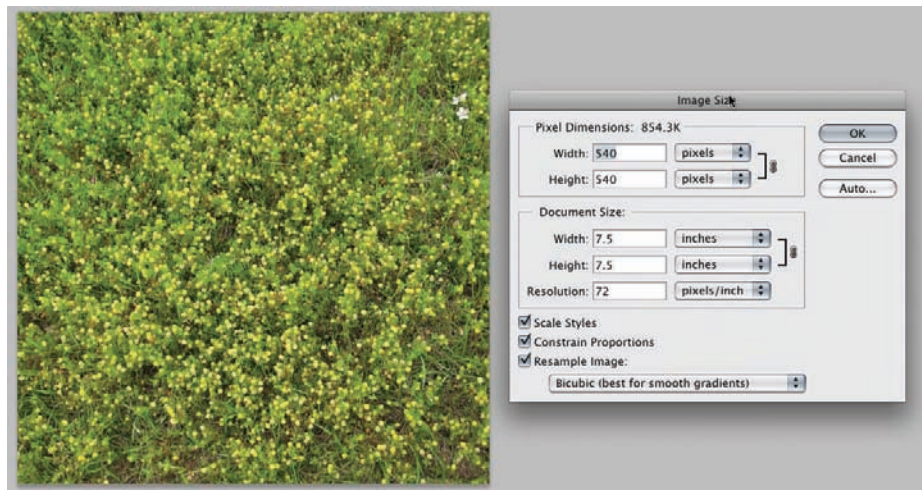 Image Size
Pixel Dimensions: 854.3K
Width: 540 pixels
Height: 540 pixels
OK
Cancel
Auto...
Document Size:
Width: 7.5 inches
Height: 7.5 inches
Resolution: 72 pixels/inch
Scale Styles
Constrain Proportions
Resample Image:
Bicubic (best for smooth gradients)